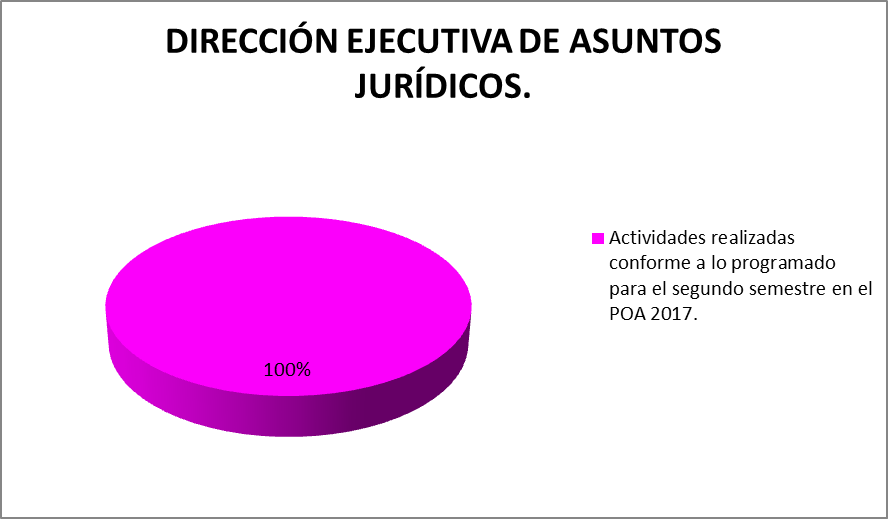 DIRECCIÓN EJECUTIVA DE ASUNTOS
JURÍDICOS.
Actividades realizadas
conforme a lo programado
para el segundo semestre en el
POA 2017.
100%